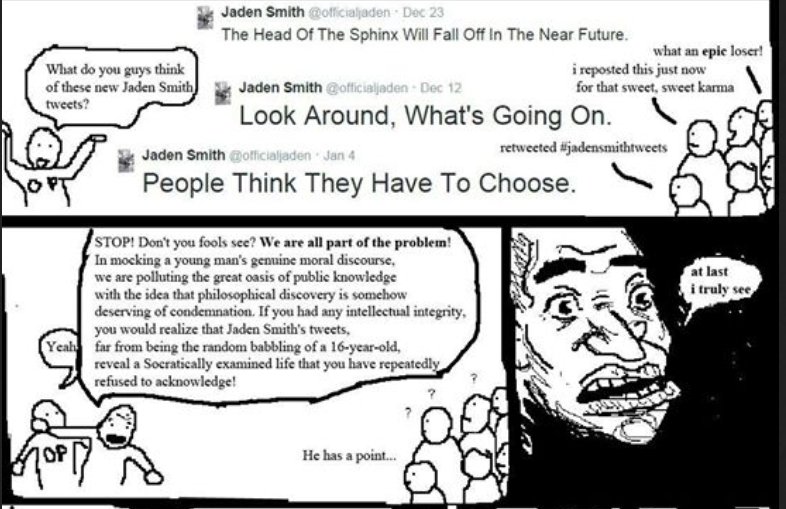 Jaden Smith @officialjaden · Dec 23
The Head Of The Sphinx Will Fall Off In The Near Future.
What do you guys think
of these new Jaden Smith
tweets?
what an epic loser!
i reposted this just now
for that sweet, sweet karma
Jaden Smith @officialjaden · Dec 12
Look Around, What's Going On.
retweeted #jadensmithtweets
Jaden Smith @officialjaden · Jan 4
People Think They Have To Choose.
OP
STOP! Don't you fools see? We are all part of the problem!
In mocking a young man's genuine moral discourse,
we are polluting the great oasis of public knowledge
with the idea that philosophical discovery is somehow
deserving of condemnation. If you had any intellectual integrity,
you would realize that Jaden Smith's tweets,
far from being the random babbling of a 16-year-old,
reveal a Socratically examined life that you have repeatedly
refused to acknowledge!
Yeah
OP
? ? ?
He has a point...
at last
i truly see